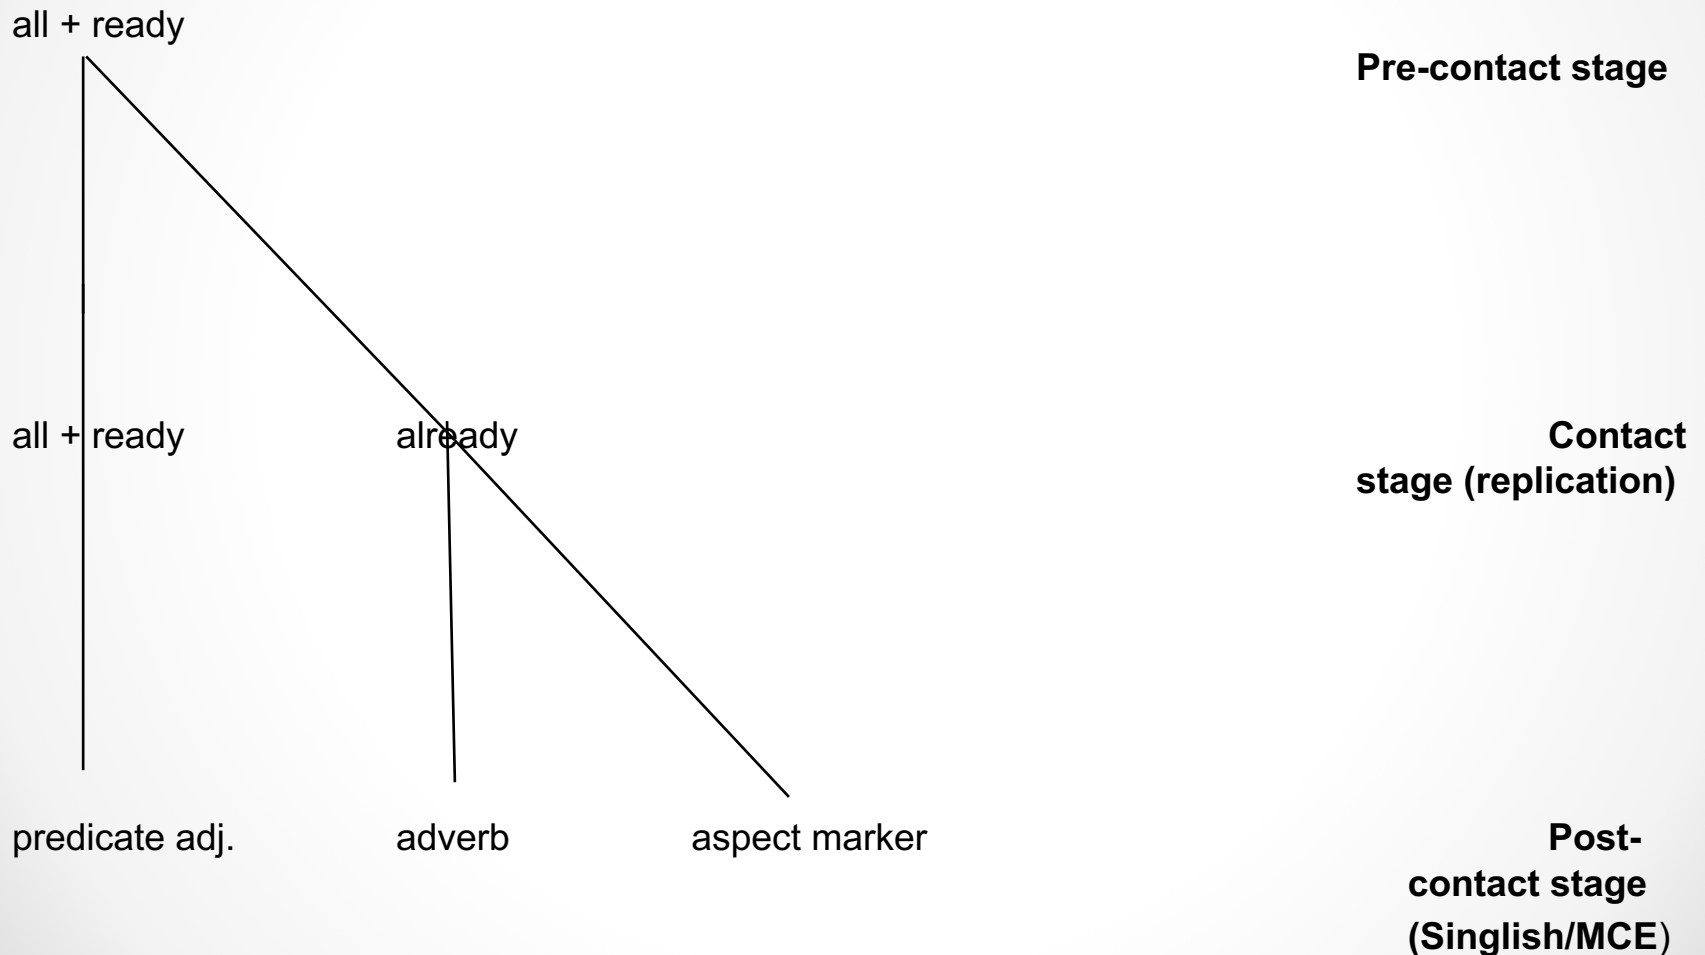 all + ready
Pre-contact stage
all + ready
already
Contact
stage (replication)
predicate adj.
adverb
aspect marker
Post-
contact stage
(Singlish/MCE)